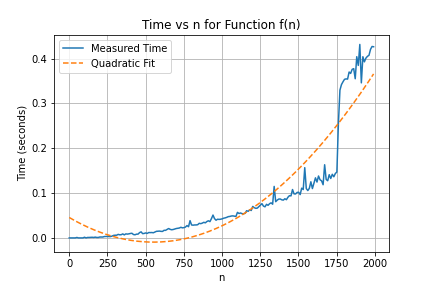 Time vs n for Function f(n)
Measured Time
Quadratic Fit
Time (seconds)
0.4
0.3
0.2
0.1
0.0
0 250 500 750 1000 1250 1500 1750 2000
n